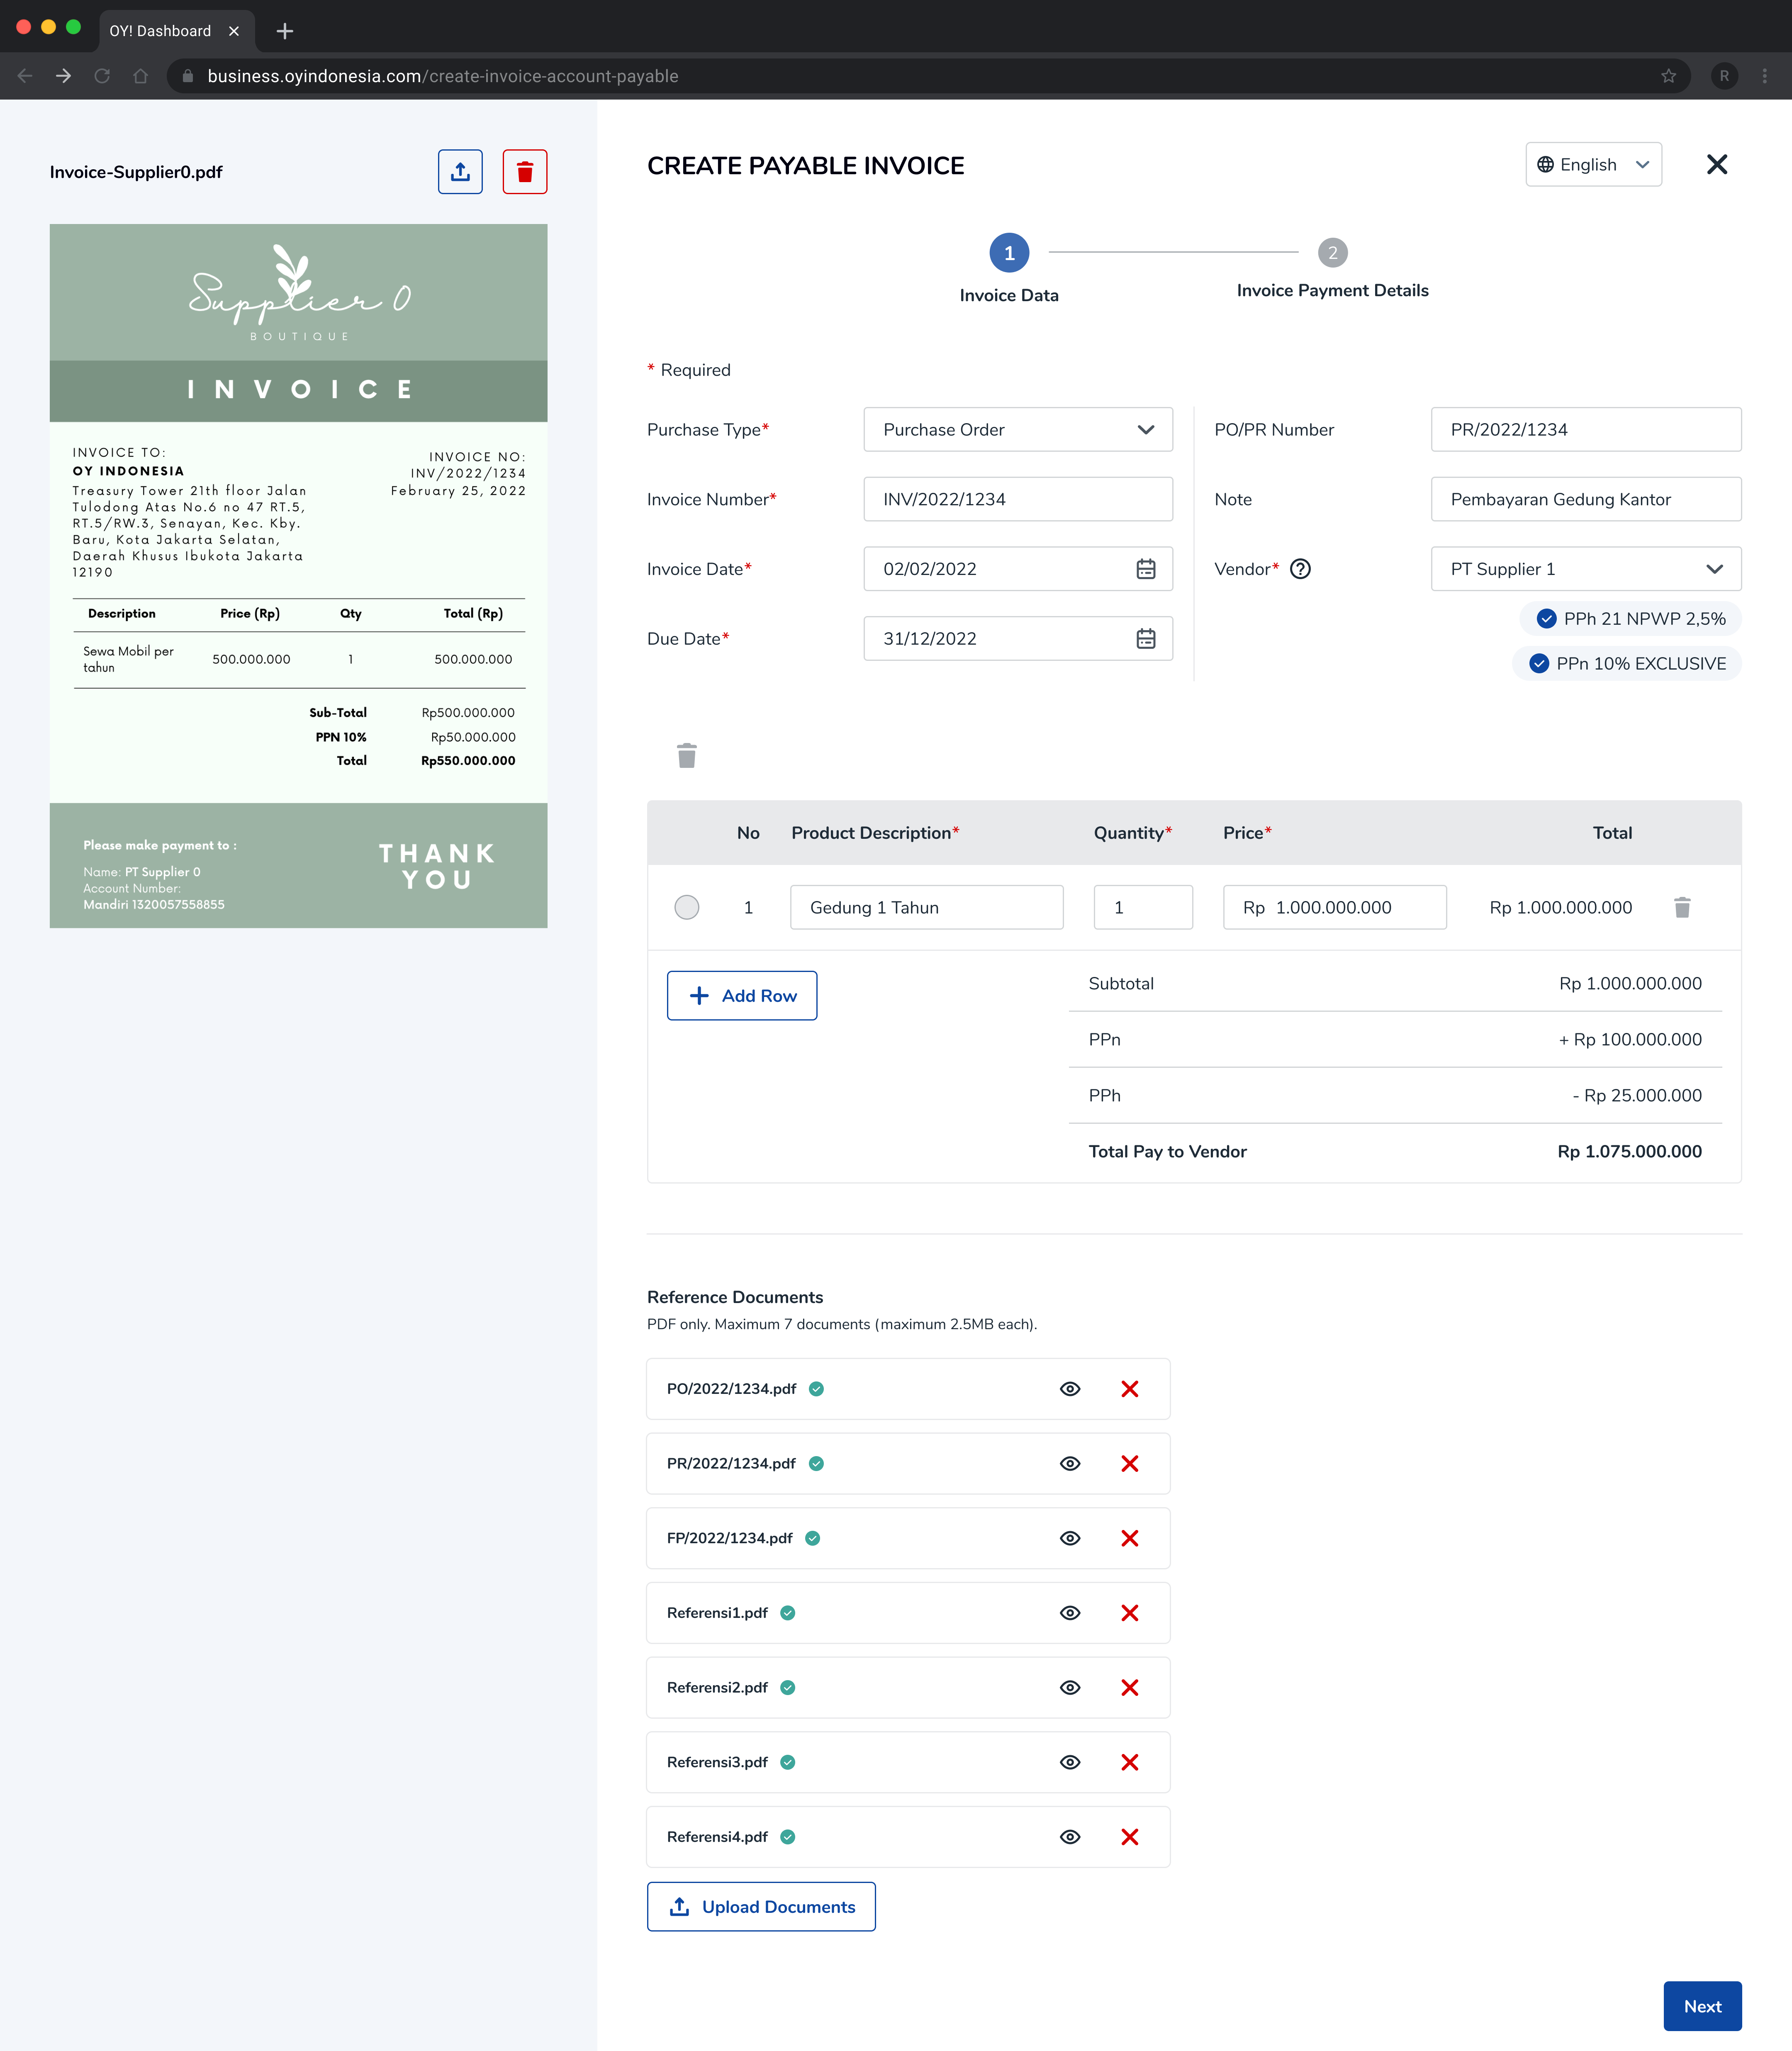 OY! Dashboard
business.oyindonesia.com/create-invoice-account-payable
R
Invoice-Supplier0.pdf
Supplier 0
BOUTIQUE
INVOICE
INVOICE TO:
OY INDONESIA
Treasury Tower 21th floor Jalan
Tulodong Atas No.6 no 47 RT.5,
RT.5/RW.3, Senayan, Kec. Kby.
Baru, Kota Jakarta Selatan,
Daerah Khusus Ibukota Jakarta
12190
INVOICE NO:
INV/2022/1234
February 25, 2022
Description Price (Rp) Qty Total (Rp)
Sewa Mobil per
tahun
500.000.000 1 500.000.000
Sub-Total Rp500.000.000
PPN 10% Rp50.000.000
Total Rp550.000.000
Please make payment to :
Name: PT Supplier 0
Account Number:
Mandiri 1320057558855
THANK
YOU
CREATE PAYABLE INVOICE
English
1
Invoice Data
2
Invoice Payment Details
* Required
Purchase Type* Purchase Order
Invoice Number* INV/2022/1234
Invoice Date* 02/02/2022
Due Date* 31/12/2022
PO/PR Number PR/2022/1234
Note Pembayaran Gedung Kantor
Vendor* ? PT Supplier 1
PPh 21 NPWP 2,5%
PPn 10% EXCLUSIVE
No Product Description* Quantity* Price* Total
1 Gedung 1 Tahun 1 Rp 1.000.000.000 Rp 1.000.000.000
Add Row
Subtotal Rp 1.000.000.000
PPn + Rp 100.000.000
PPh - Rp 25.000.000
Total Pay to Vendor Rp 1.075.000.000
Reference Documents
PDF only. Maximum 7 documents (maximum 2.5MB each).
PO/2022/1234.pdf
PR/2022/1234.pdf
FP/2022/1234.pdf
Referensi1.pdf
Referensi2.pdf
Referensi3.pdf
Referensi4.pdf
Upload Documents
Next